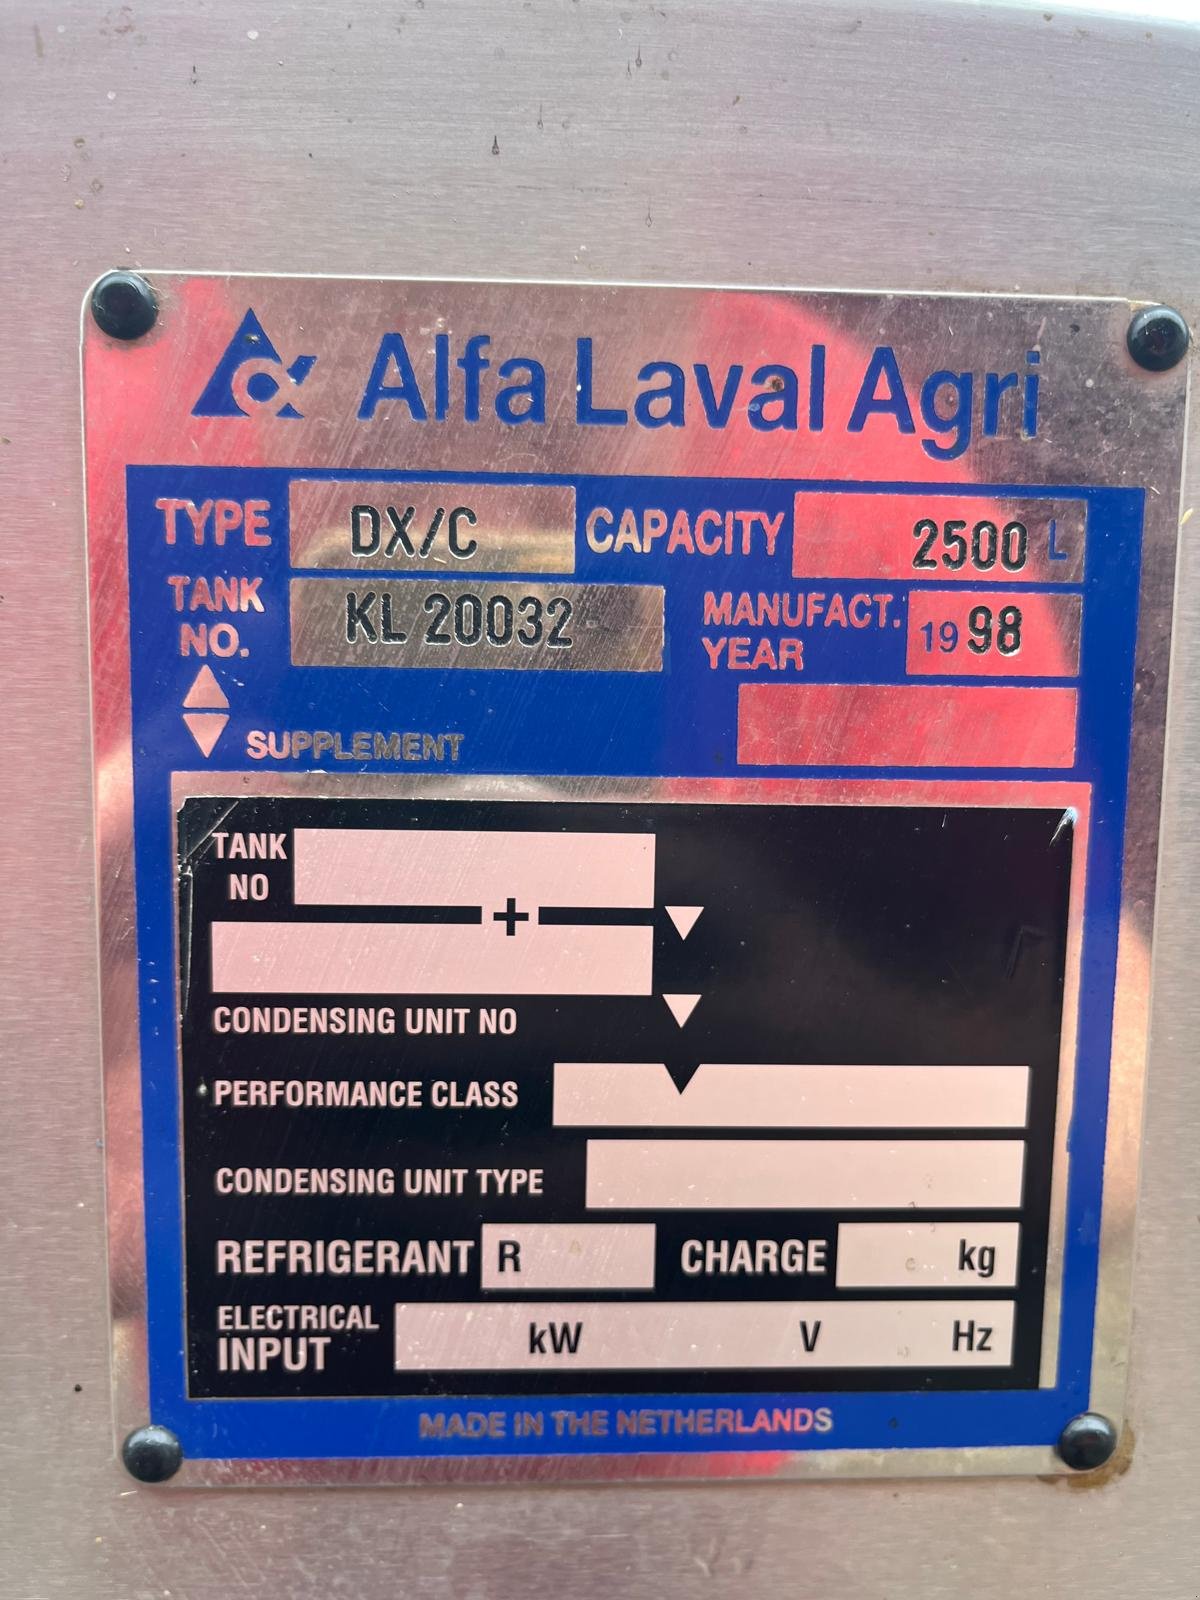 Alfa Laval Agri
TYPE DX/C CAPACITY 2500 L
TANK NO. KL 20032 MANUFACT. YEAR 1998
SUPPLEMENT
TANK NO
+
CONDENSING UNIT NO
PERFORMANCE CLASS
CONDENSING UNIT TYPE
REFRIGERANT R CHARGE kg
ELECTRICAL INPUT kW V Hz
MADE IN THE NETHERLANDS